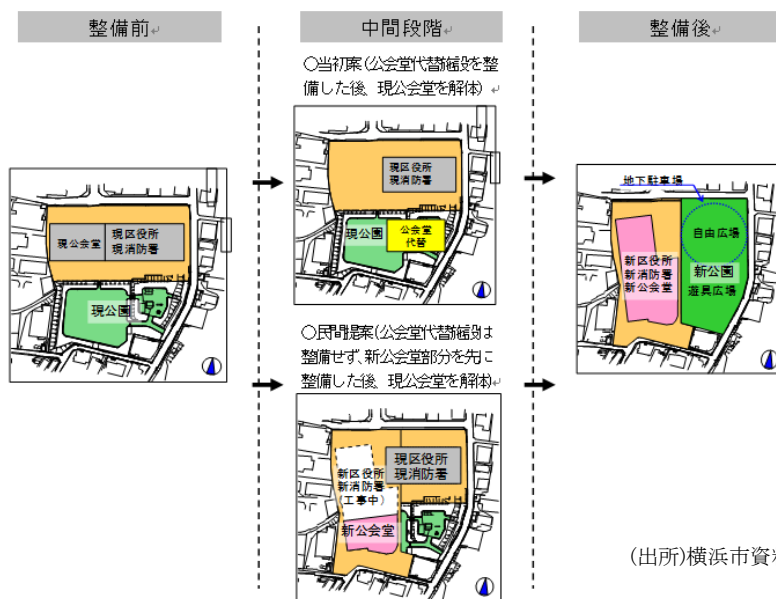 整備前
中間段階
整備後
○当初案(公会堂代替施設を整
備した後、現公会堂を解体)
現公会堂
現区役所
現消防署
現公園
現区役所
現消防署
現公園
公会堂
代替
○民間提案(公会堂代替施設は
整備せず、新公会堂部分を先に
整備した後、現公会堂を解体)
新区役所
新消防署
(工事中)
現区役所
現消防署
新公会堂
地下駐車場
自由広場
新区役所
新消防署
新公会堂
新公園
遊具広場
(出所)横浜市資料